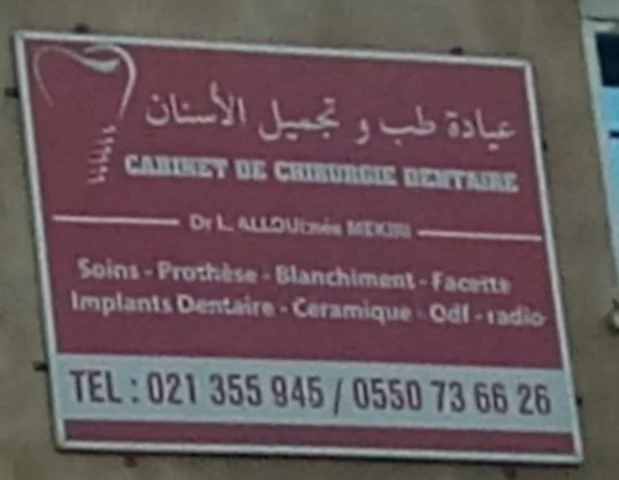 عيادة طب و تجميل الأسنان
CABINET DE CHIRURGIE DENTAIRE
Dr L. ALLOU née MEKIRI
Soins - Prothèse - Blanchiment - Facette
Implants Dentaire - Ceramique - Odf - radio
TEL : 021 355 945 / 0550 73 66 26